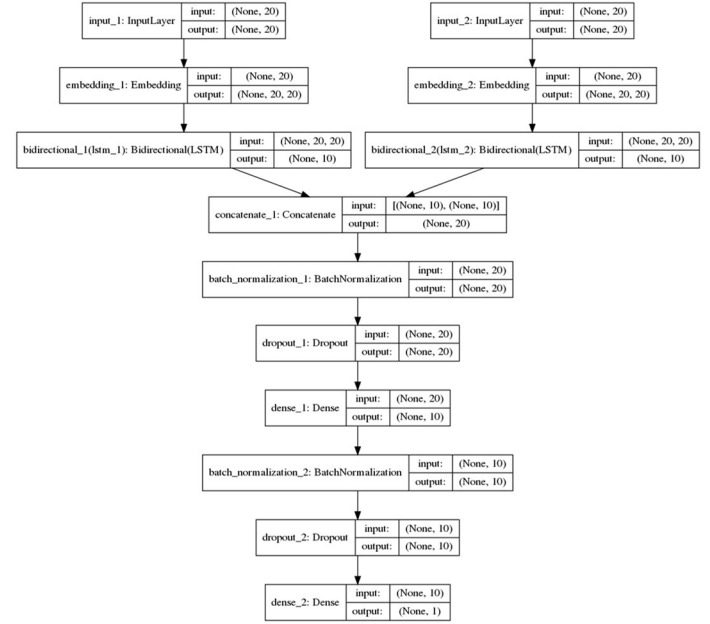 input_1: InputLayer
input: (None, 20)
output: (None, 20)
input_2: InputLayer
input: (None, 20)
output: (None, 20)
embedding_1: Embedding
input: (None, 20)
output: (None, 20, 20)
embedding_2: Embedding
input: (None, 20)
output: (None, 20, 20)
bidirectional_1(lstm_1): Bidirectional(LSTM)
input: (None, 20, 20)
output: (None, 10)
bidirectional_2(lstm_2): Bidirectional(LSTM)
input: (None, 20, 20)
output: (None, 10)
concatenate_1: Concatenate
input: [(None, 10), (None, 10)]
output: (None, 20)
batch_normalization_1: BatchNormalization
input: (None, 20)
output: (None, 20)
dropout_1: Dropout
input: (None, 20)
output: (None, 20)
dense_1: Dense
input: (None, 20)
output: (None, 10)
batch_normalization_2: BatchNormalization
input: (None, 10)
output: (None, 10)
dropout_2: Dropout
input: (None, 10)
output: (None, 10)
dense_2: Dense
input: (None, 10)
output: (None, 1)